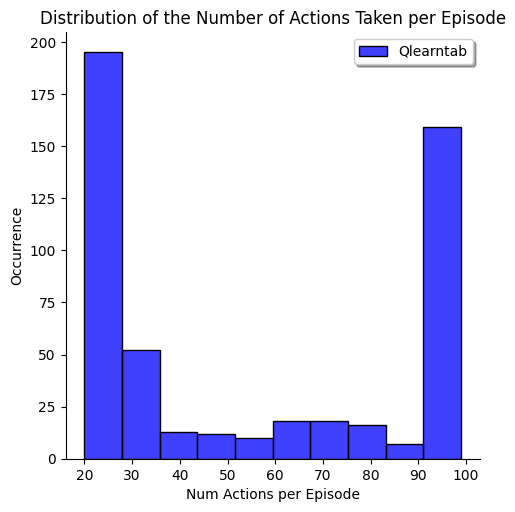 Distribution of the Number of Actions Taken per Episode
Qlearntab
Occurrence
200
175
150
125
100
75
50
25
0
20 30 40 50 60 70 80 90 100
Num Actions per Episode